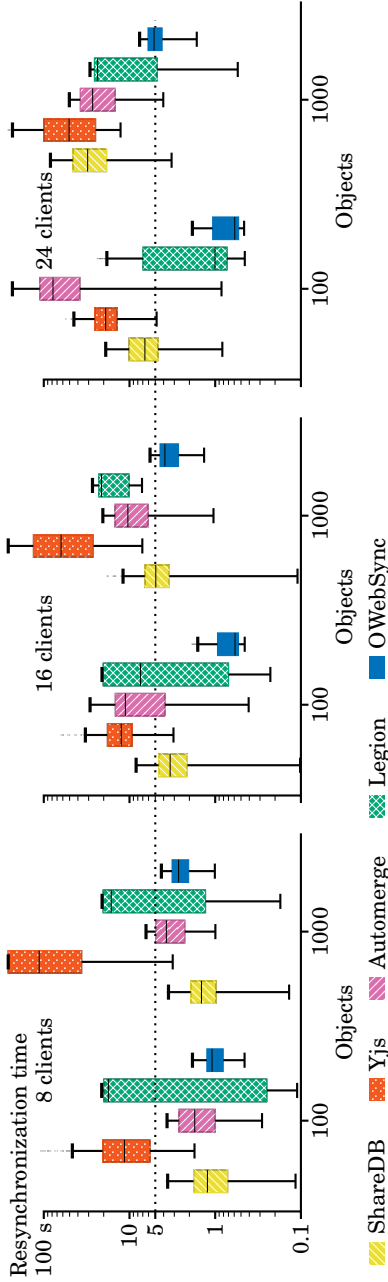 Resynchronization time
8 clients
16 clients
24 clients
100 s
10
5
1
0.1
100
1000
100
1000
100
1000
Objects
Objects
Objects
ShareDB
Yjs
Automerge
Legion
OWebSync